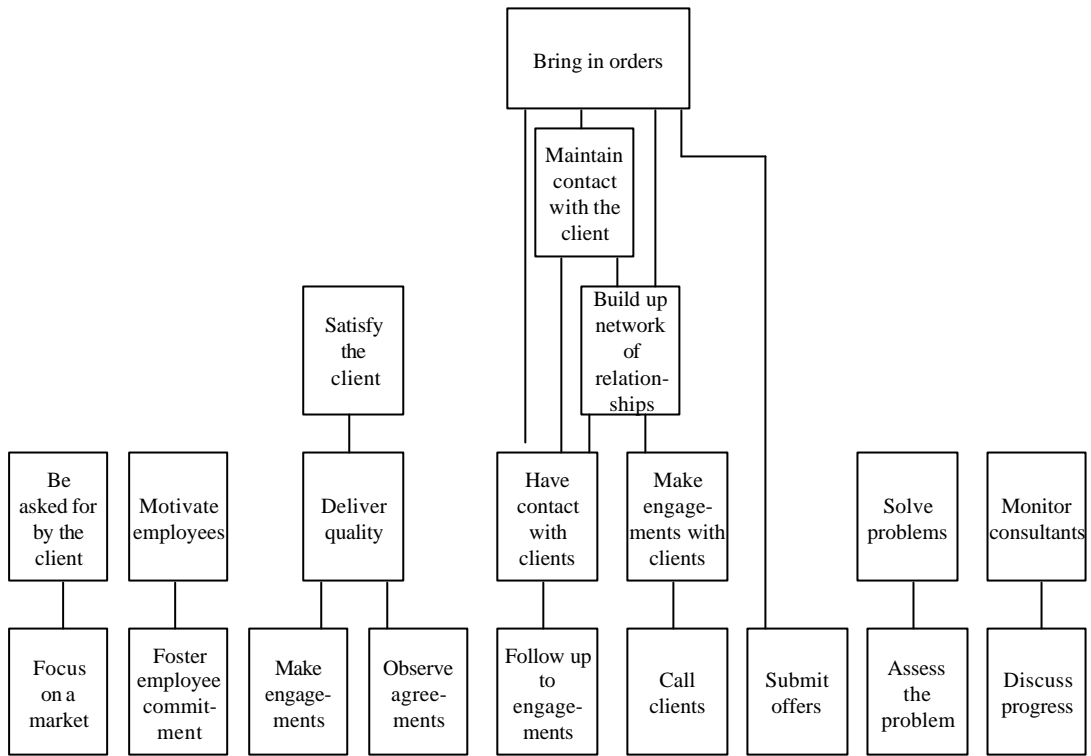 Bring in orders
Maintain
contact
with the
client
Build up
network
of
relation-
ships
Satisfy
the
client
Be
asked for
by the
client
Motivate
employees
Deliver
quality
Have
contact
with
clients
Make
engage-
ments with
clients
Solve
problems
Monitor
consultants
Focus
on a
market
Foster
employee
commit-
ment
Make
engage-
ments
Observe
agree-
ments
Follow up
to
engage-
ments
Call
clients
Submit
offers
Assess
the
problem
Discuss
progress